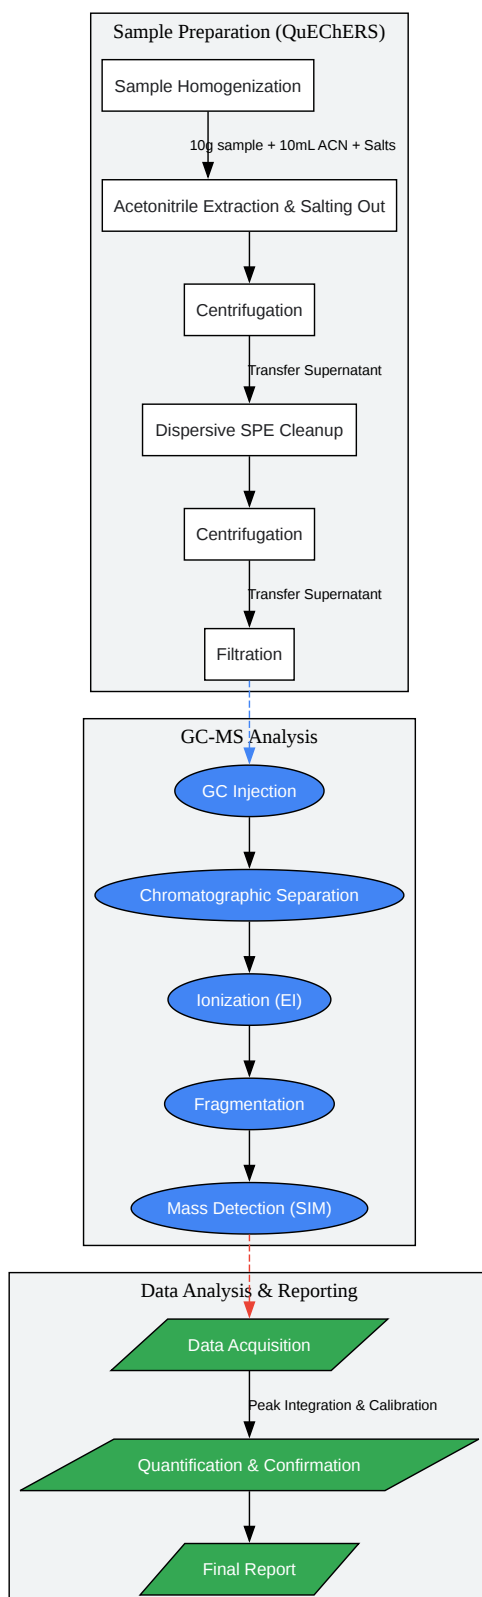 Sample Preparation (QuEChERS)
Sample Homogenization
10g sample + 10mL ACN + Salts
Acetonitrile Extraction & Salting Out
Centrifugation
Transfer Supernatant
Dispersive SPE Cleanup
Centrifugation
Transfer Supernatant
Filtration
GC-MS Analysis
GC Injection
Chromatographic Separation
Ionization (EI)
Fragmentation
Mass Detection (SIM)
Data Analysis & Reporting
Data Acquisition
Peak Integration & Calibration
Quantification & Confirmation
Final Report